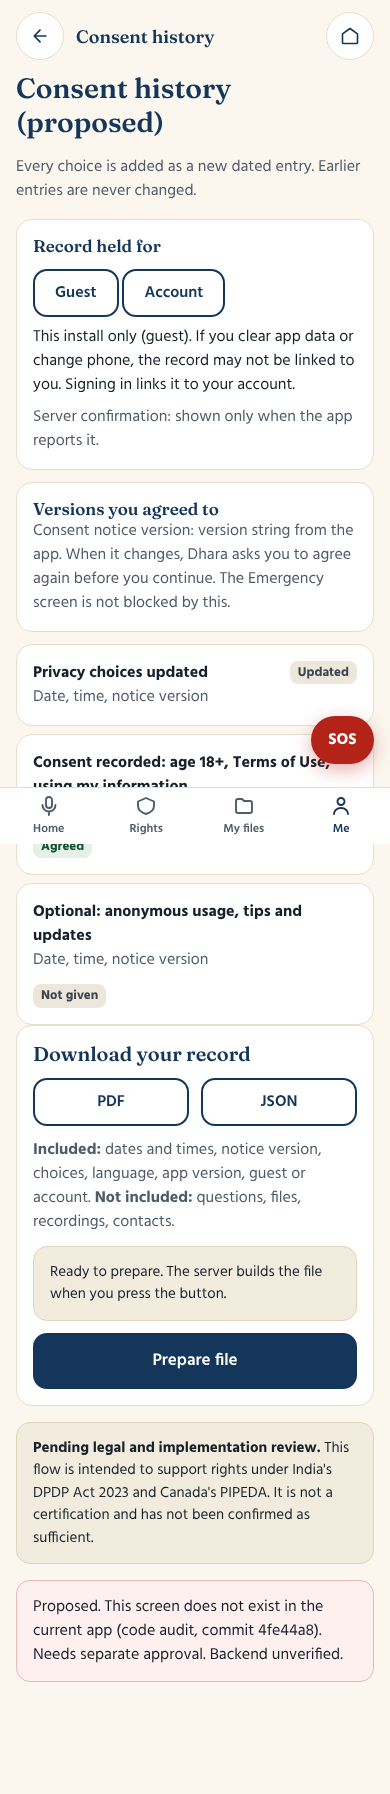 Consent history
Consent history
(proposed)
Every choice is added as a new dated entry. Earlier
entries are never changed.
Record held for
Guest
Account
This install only (guest). If you clear app data or
change phone, the record may not be linked to
you. Signing in links it to your account.
Server confirmation: shown only when the app
reports it.
Versions you agreed to
Consent notice version: version string from the
app. When it changes, Dhara asks you to agree
again before you continue. The Emergency
screen is not blocked by this.
Privacy choices updated
Updated
Date, time, notice version
SOS
Consent recorded: age 18+, Terms of Use,
using my information
Home
Rights
My files
Me
Agreed
Optional: anonymous usage, tips and
updates
Date, time, notice version
Not given
Download your record
PDF
JSON
Included: dates and times, notice version,
choices, language, app version, guest or
account. Not included: questions, files,
recordings, contacts.
Ready to prepare. The server builds the file
when you press the button.
Prepare file
Pending legal and implementation review. This
flow is intended to support rights under India's
DPDP Act 2023 and Canada's PIPEDA. It is not a
certification and has not been confirmed as
sufficient.
Proposed. This screen does not exist in the
current app (code audit, commit 4fe44a8).
Needs separate approval. Backend unverified.